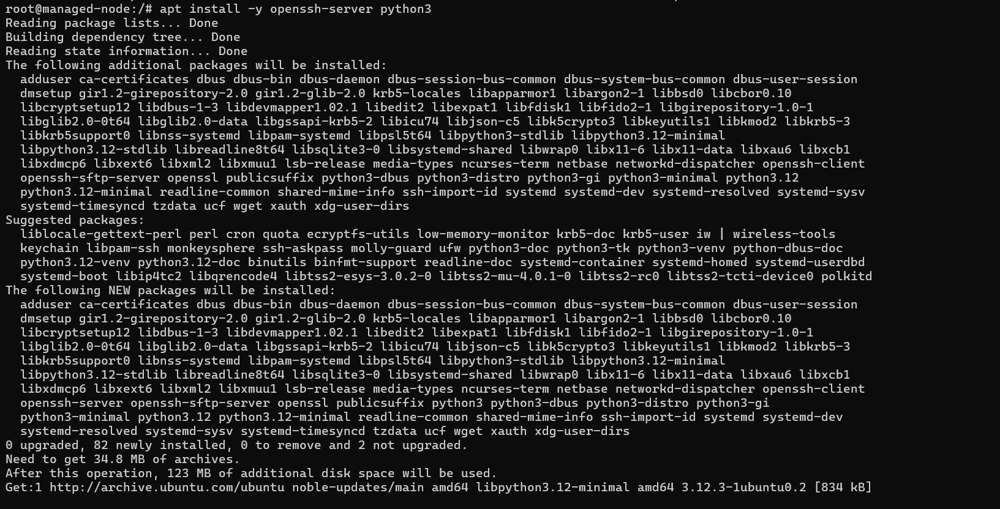 root@managed-node:/# apt install -y openssh-server python3
Reading package lists... Done
Building dependency tree... Done
Reading state information... Done
The following additional packages will be installed:
  adduser ca-certificates dbus dbus-bin dbus-daemon dbus-session-bus-common dbus-system-bus-common dbus-user-session
  dmsetup gir1.2-girepository-2.0 gir1.2-glib-2.0 krb5-locales libapparmor1 libargon2-1 libbsd0 libcbor0.10
  libcryptsetup12 libdbus-1-3 libdevmapper1.02.1 libedit2 libexpat1 libfdisk1 libfido2-1 libgirepository-1.0-1
  libglib2.0-0t64 libglib2.0-data libgssapi-krb5-2 libicu74 libjson-c5 libk5crypto3 libkeyutils1 libkmod2 libkrb5-3
  libkrb5support0 libnss-systemd libpam-systemd libpsl5t64 libpython3-stdlib libpython3.12-minimal
  libpython3.12-stdlib libreadline8t64 libsqlite3-0 libsystemd-shared libwrap0 libx11-6 libx11-data libxau6 libxcb1
  libxdmcp6 libxext6 libxml2 libxmuu1 lsb-release media-types ncurses-term netbase networkd-dispatcher openssh-client
  openssh-sftp-server openssl publicsuffix python3-dbus python3-distro python3-gi python3-minimal python3.12
  python3.12-minimal readline-common shared-mime-info ssh-import-id systemd systemd-dev systemd-resolved systemd-sysv
  systemd-timesyncd tzdata ucf wget xauth xdg-user-dirs
Suggested packages:
  liblocale-gettext-perl perl cron quota ecryptfs-utils low-memory-monitor krb5-doc krb5-user iw | wireless-tools
  keychain libpam-ssh monkeysphere ssh-askpass molly-guard ufw python3-doc python3-tk python3-venv python-dbus-doc
  python3.12-venv python3.12-doc binutils binfmt-support readline-doc systemd-container systemd-homed systemd-userdbd
  systemd-boot libip4tc2 libqrencode4 libtss2-esys-3.0.2-0 libtss2-mu-4.0.1-0 libtss2-rc0 libtss2-tcti-device0 polkitd
The following NEW packages will be installed:
  adduser ca-certificates dbus dbus-bin dbus-daemon dbus-session-bus-common dbus-system-bus-common dbus-user-session
  dmsetup gir1.2-girepository-2.0 gir1.2-glib-2.0 krb5-locales libapparmor1 libargon2-1 libbsd0 libcbor0.10
  libcryptsetup12 libdbus-1-3 libdevmapper1.02.1 libedit2 libexpat1 libfdisk1 libfido2-1 libgirepository-1.0-1
  libglib2.0-0t64 libglib2.0-data libgssapi-krb5-2 libicu74 libjson-c5 libk5crypto3 libkeyutils1 libkmod2 libkrb5-3
  libkrb5support0 libnss-systemd libpam-systemd libpsl5t64 libpython3-stdlib libpython3.12-minimal
  libpython3.12-stdlib libreadline8t64 libsqlite3-0 libsystemd-shared libwrap0 libx11-6 libx11-data libxau6 libxcb1
  libxdmcp6 libxext6 libxml2 libxmuu1 lsb-release media-types ncurses-term netbase networkd-dispatcher openssh-client
  openssh-server openssh-sftp-server openssl publicsuffix python3 python3-dbus python3-distro python3-gi
  python3-minimal python3.12 python3.12-minimal readline-common shared-mime-info ssh-import-id systemd systemd-dev
  systemd-resolved systemd-sysv systemd-timesyncd tzdata ucf wget xauth xdg-user-dirs
0 upgraded, 82 newly installed, 0 to remove and 2 not upgraded.
Need to get 34.8 MB of archives.
After this operation, 123 MB of additional disk space will be used.
Get:1 http://archive.ubuntu.com/ubuntu noble-updates/main amd64 libpython3.12-minimal amd64 3.12.3-1ubuntu0.2 [834 kB]